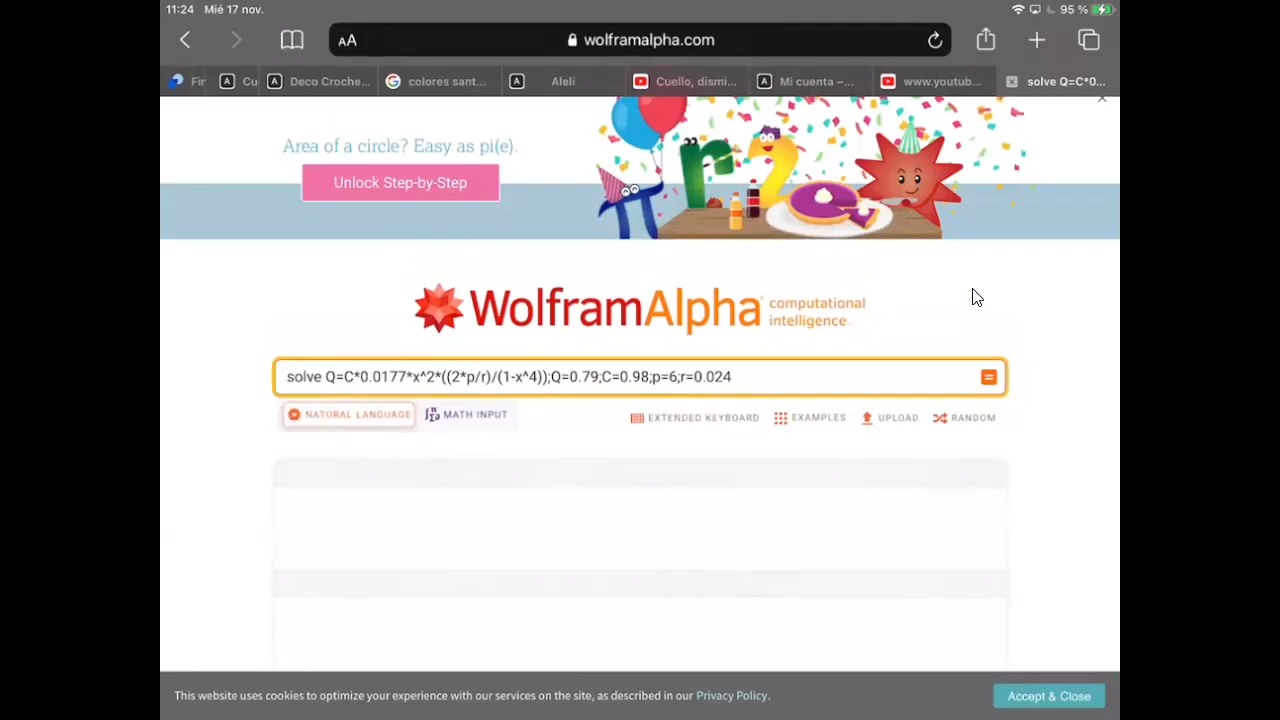 11:24 Mié 17 nov.
95 %
AA
wolframalpha.com
Fir
Cu
Deco Croche...
colores sant...
Alelí
Cuello, dismi...
Mi cuenta –...
www.youtub...
solve Q=C*0...
Area of a circle? Easy as pi(e).
Unlock Step-by-Step
WolframAlpha computational intelligence
solve Q=C*0.0177*x^2*((2*p/r)/(1-x^4));Q=0.79;C=0.98;p=6;r=0.024
NATURAL LANGUAGE
MATH INPUT
EXTENDED KEYBOARD
EXAMPLES
UPLOAD
RANDOM
This website uses cookies to optimize your experience with our services on the site, as described in our Privacy Policy.
Accept & Close